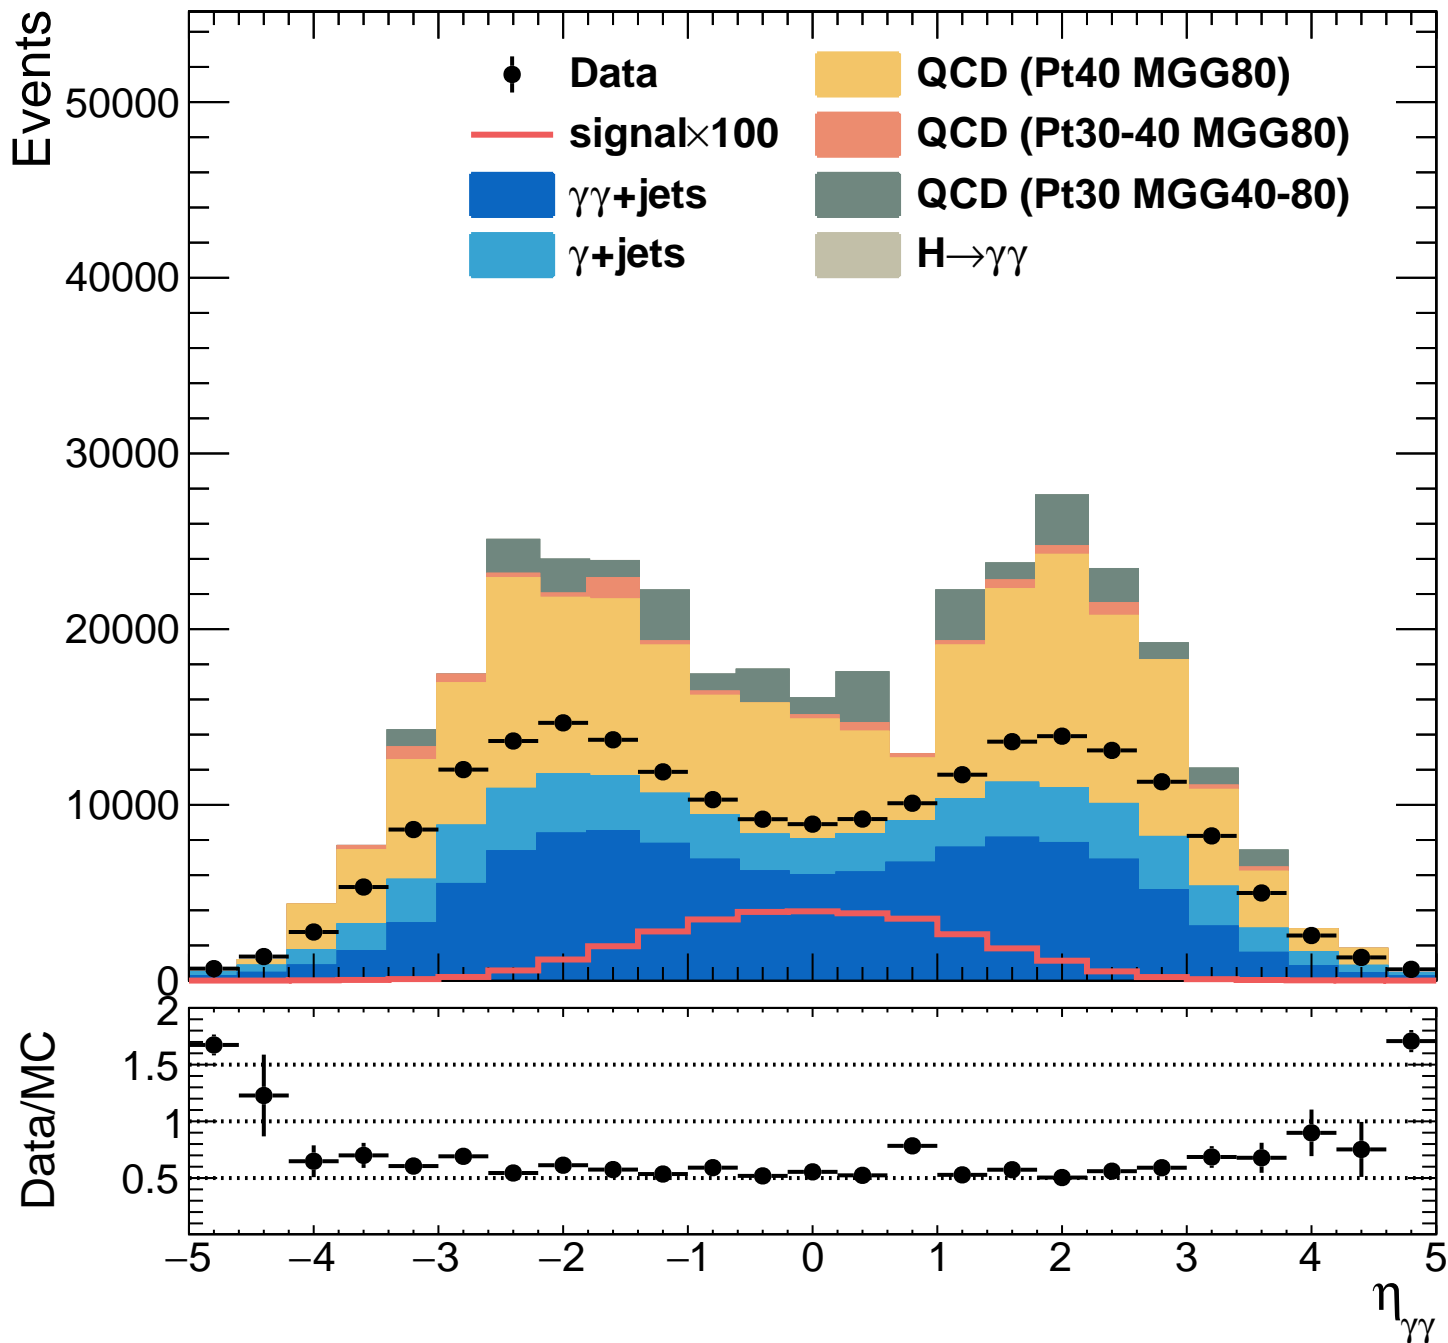 Events
50000
40000
30000
20000
10000
0
Data
signal×100
γγ+jets
γ+jets
QCD (Pt40 MGG80)
QCD (Pt30-40 MGG80)
QCD (Pt30 MGG40-80)
H→γγ
Data/MC
2
1.5
1
0.5
−5 −4 −3 −2 −1 0 1 2 3 4 5
ηγγ